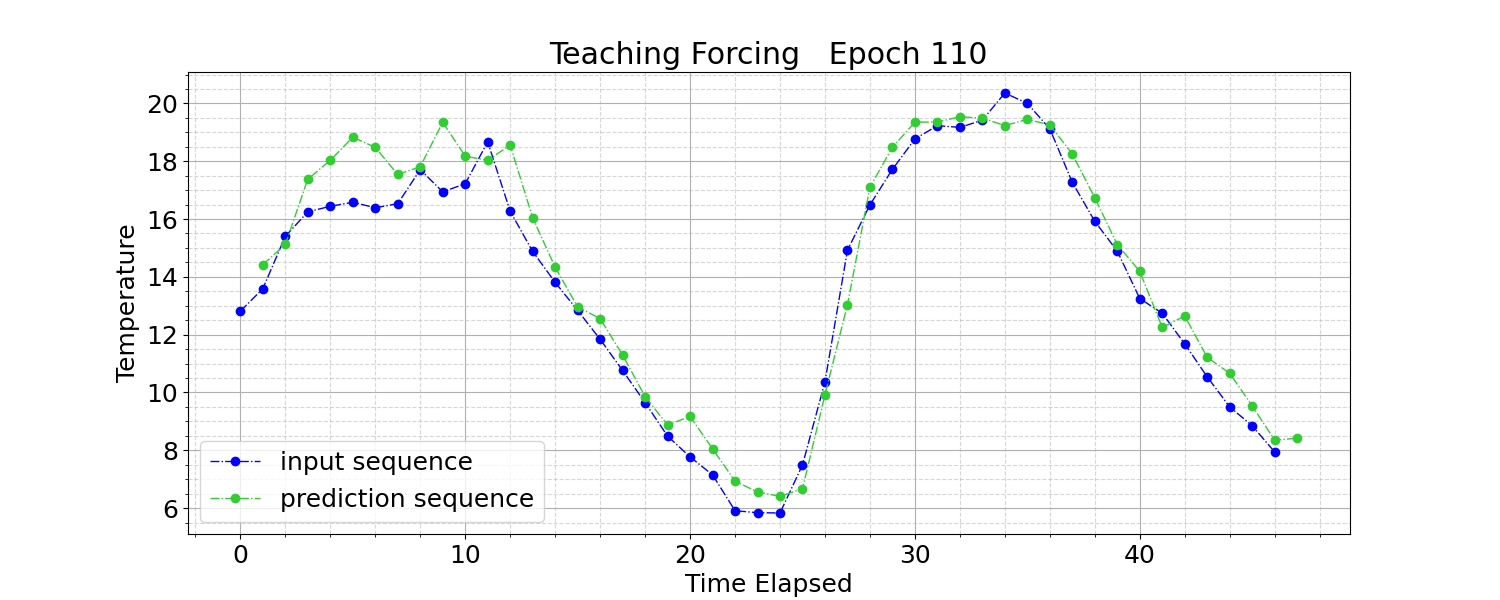 Teaching Forcing   Epoch 110
Temperature
20
18
16
14
12
10
8
6
input sequence
prediction sequence
0 10 20 30 40
Time Elapsed